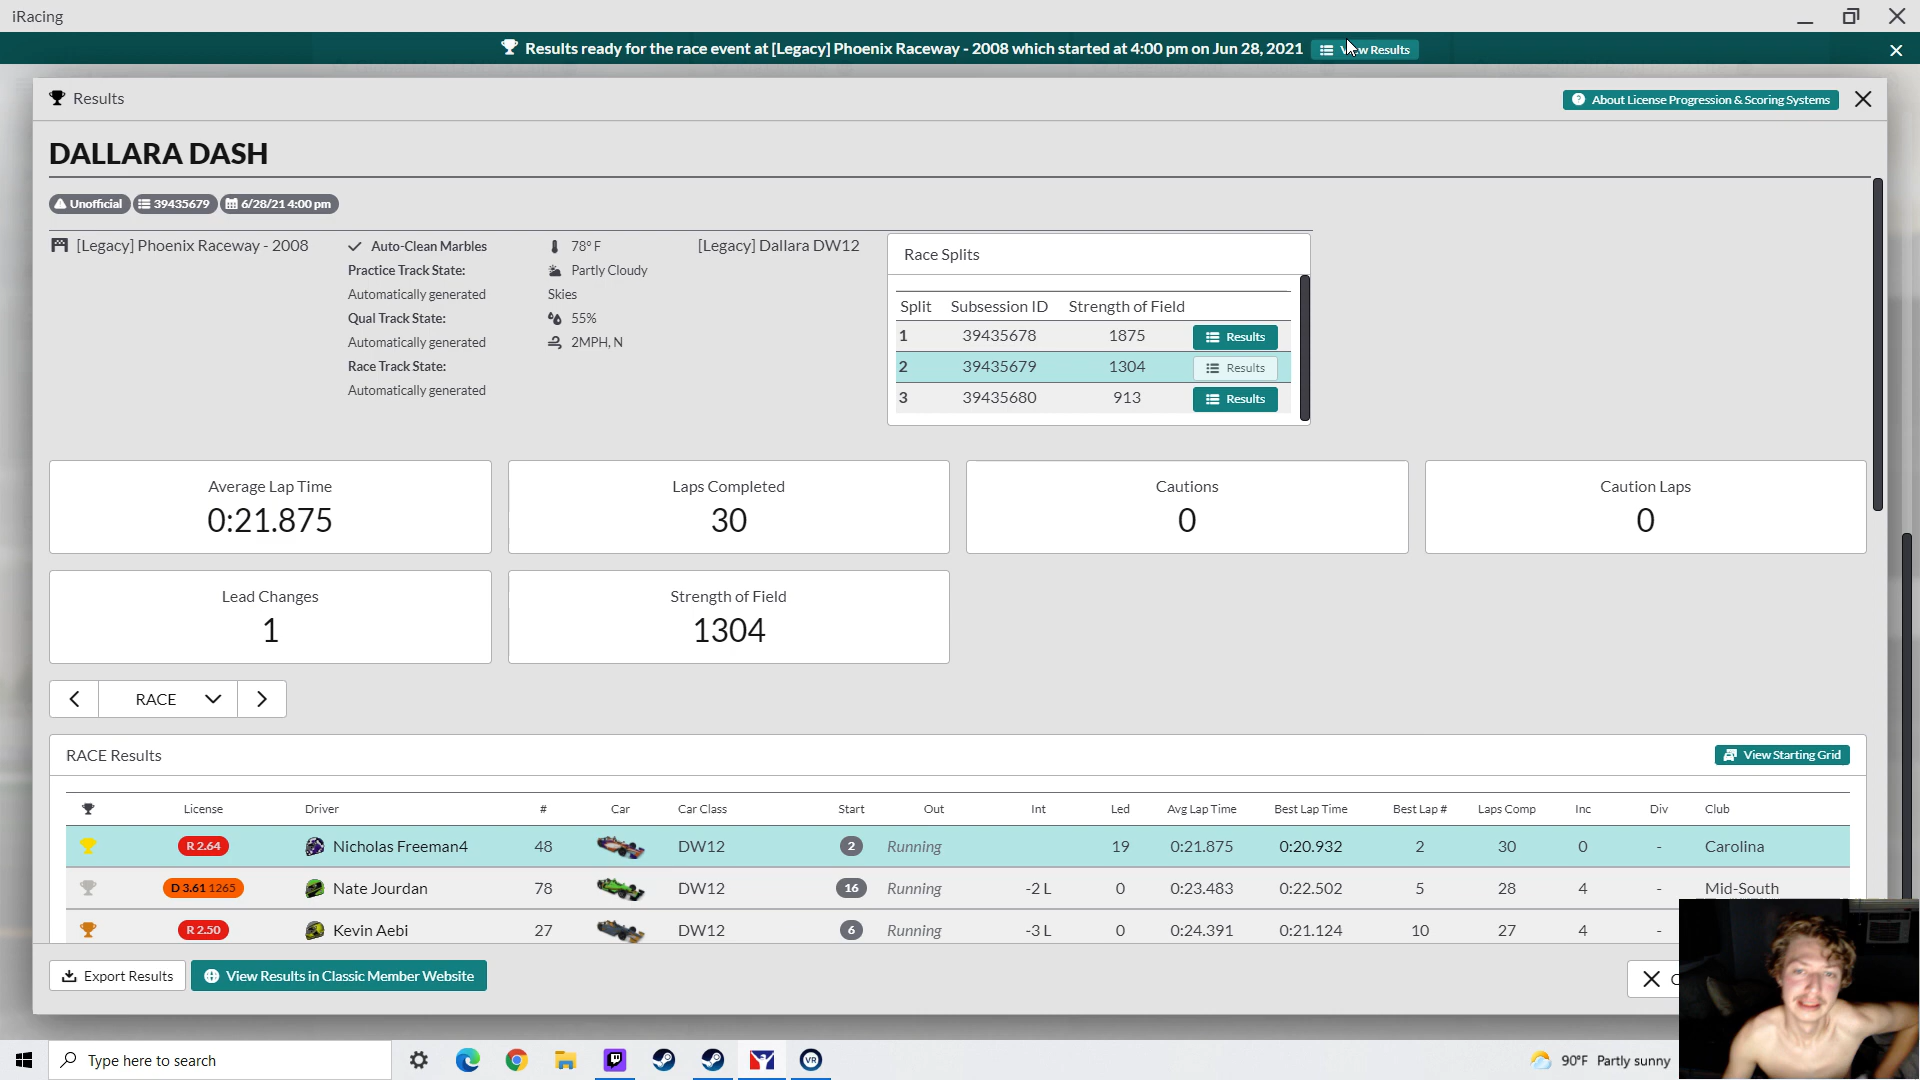 iRacing
Results ready for the race event at [Legacy] Phoenix Raceway - 2008 which started at 4:00 pm on Jun 28, 2021
Results
Results
About License Progression & Scoring Systems
DALLARA DASH
Unofficial 39435679 6/28/21 4:00 pm
[Legacy] Phoenix Raceway - 2008
Auto-Clean Marbles
Practice Track State:
Automatically generated
Qual Track State:
Automatically generated
Race Track State:
Automatically generated
78° F
Partly Cloudy
Skies
55%
2MPH, N
[Legacy] Dallara DW12
Race Splits
Split Subsession ID Strength of Field
1 39435678 1875 Results
2 39435679 1304 Results
3 39435680 913 Results
Average Lap Time
0:21.875
Laps Completed
30
Cautions
0
Caution Laps
0
Lead Changes
1
Strength of Field
1304
RACE
RACE Results
View Starting Grid
License Driver # Car Car Class Start Out Int Led Avg Lap Time Best Lap Time Best Lap # Laps Comp Inc Div Club
R 2.64 Nicholas Freeman4 48 DW12 2 Running 19 0:21.875 0:20.932 2 30 0 - Carolina
D 3.61 1265 Nate Jourdan 78 DW12 16 Running -2 L 0 0:23.483 0:22.502 5 28 4 - Mid-South
R 2.50 Kevin Aebi 27 DW12 6 Running -3 L 0 0:24.391 0:21.124 10 27 4 -
Export Results
View Results in Classic Member Website
Type here to search
VR
90°F Partly sunny